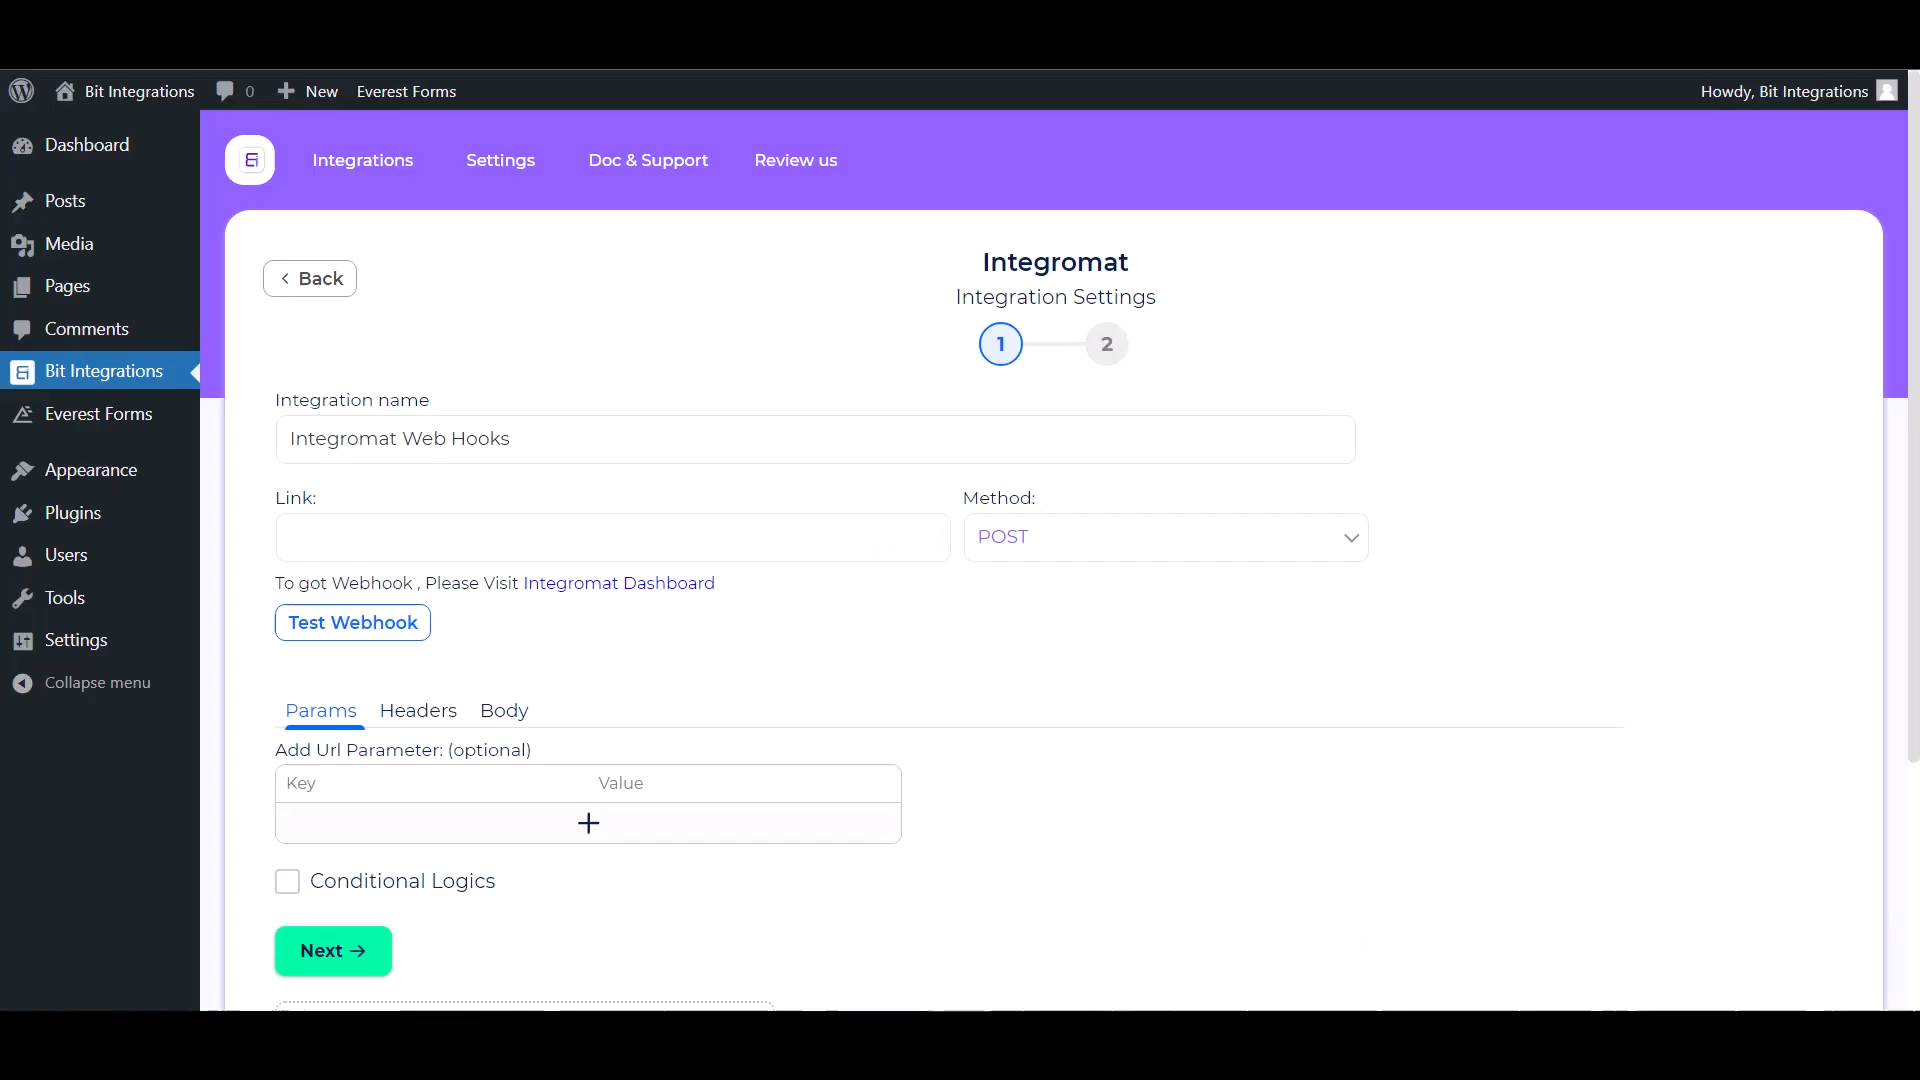 Bit Integrations 0 New Everest Forms Howdy, Bit Integrations
Dashboard
Posts
Media
Pages
Comments
Bit Integrations
Everest Forms
Appearance
Plugins
Users
Tools
Settings
Collapse menu
Integrations Settings Doc & Support Review us
Back
Integromat
Integration Settings
1 2
Integration name
Integromat Web Hooks
Link: Method:
POST
To got Webhook , Please Visit Integromat Dashboard
Test Webhook
Params Headers Body
Add Url Parameter: (optional)
Key Value
+
Conditional Logics
Next →